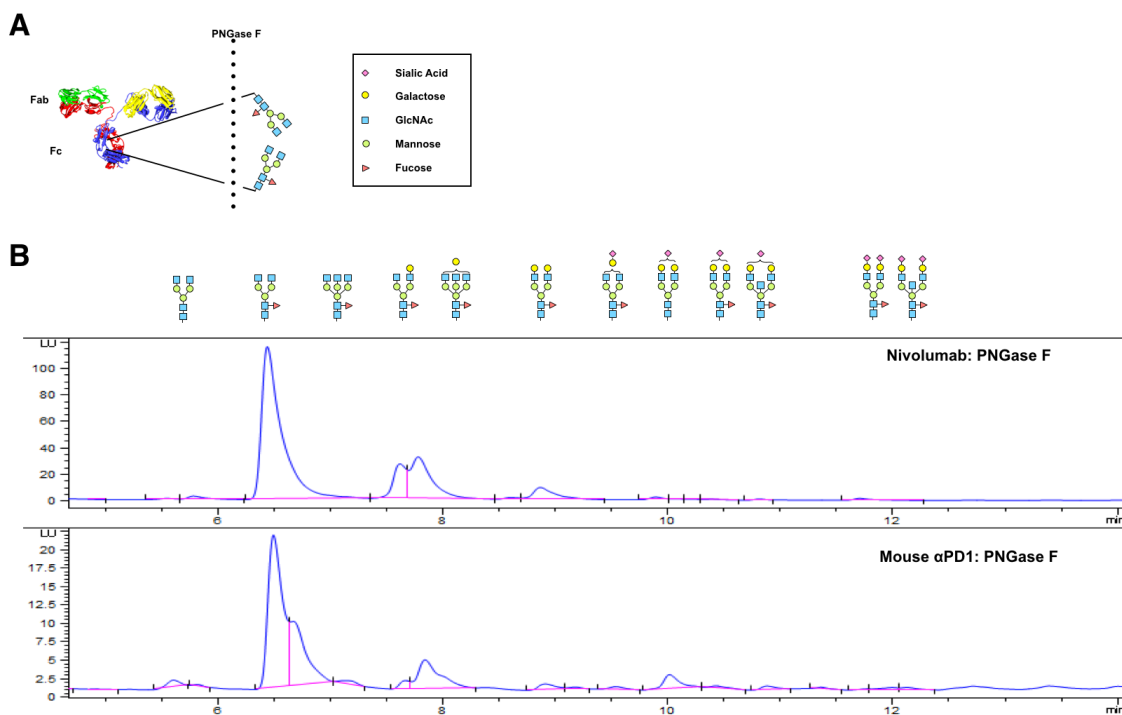 A
PNGase F
Fab
Fc
Sialic Acid
Galactose
GlcNAc
Mannose
Fucose
B
LU
Nivolumab: PNGase F
100
80
60
40
20
0
6
8
10
12
min
LU
Mouse αPD1: PNGase F
20
17.5
15
12.5
10
7.5
5
2.5
0
6
8
10
12
min